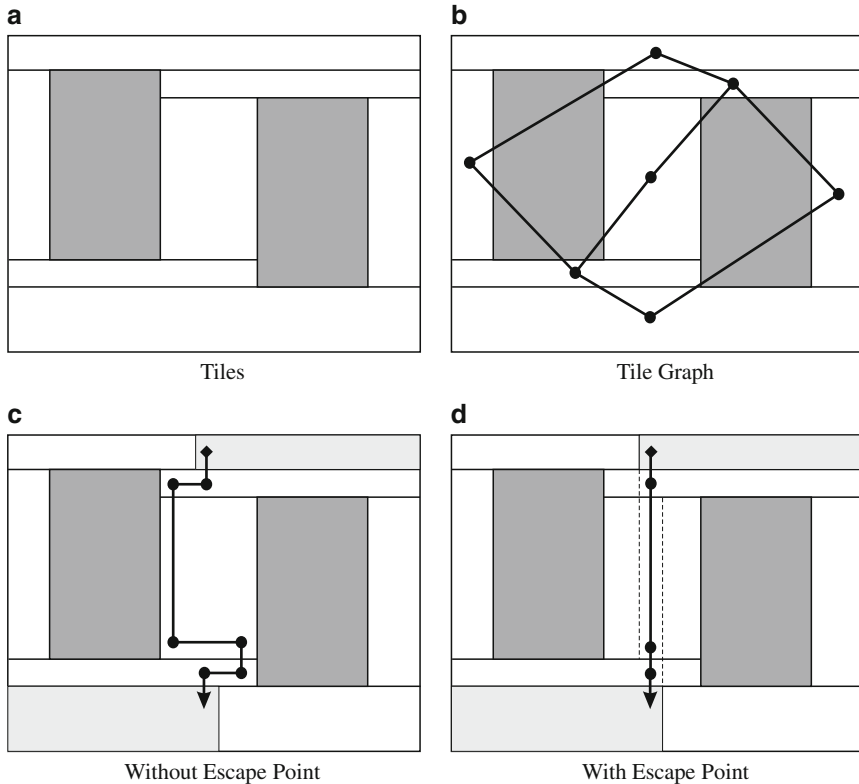 a
b
Tiles
Tile Graph
c
d
Without Escape Point
With Escape Point